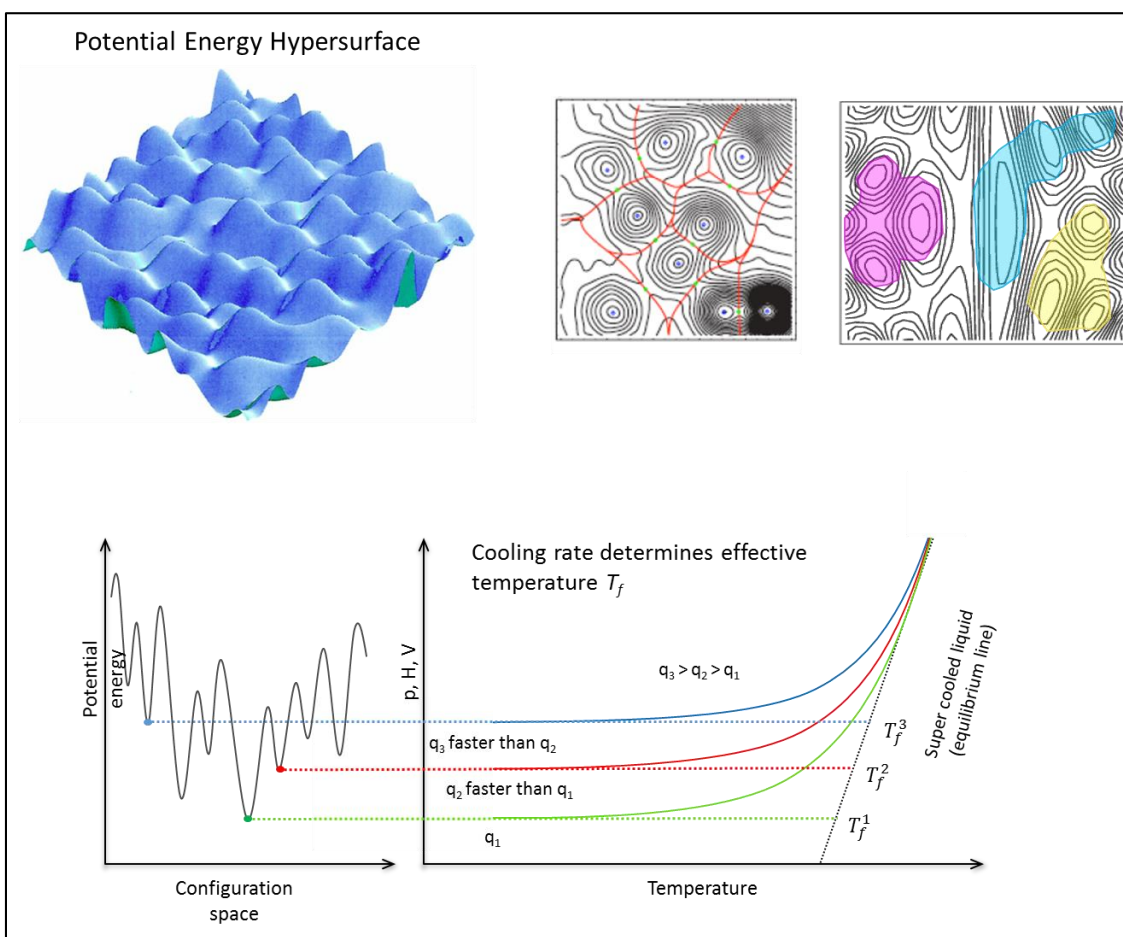 Potential Energy Hypersurface
Cooling rate determines effective
temperature T_f
Potential
energy
p, H, V
q₃ > q₂ > q₁
Super cooled liquid
(equilibrium line)
q₃ faster than q₂
T_f^3
q₂ faster than q₁
T_f^2
q₁
T_f^1
Configuration
space
Temperature